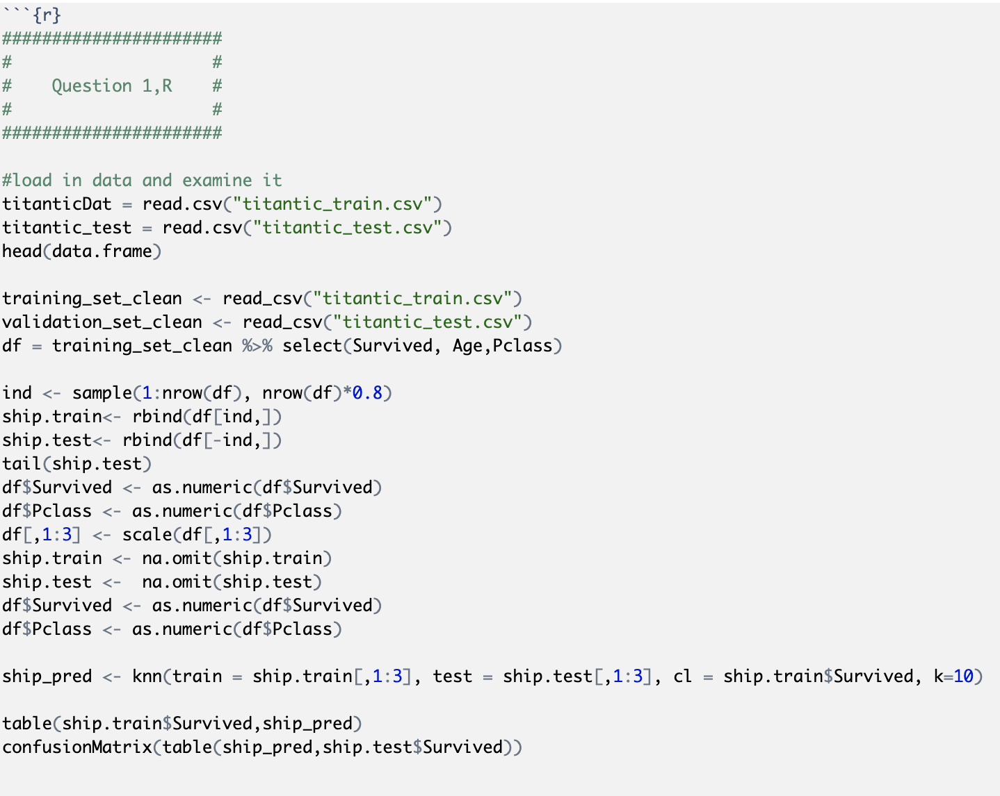 ```{r}
######################
#                    #
#    Question 1,R    #
#                    #
######################
#load in data and examine it
titanticDat = read.csv("titantic_train.csv")
titantic_test = read.csv("titantic_test.csv")
head(data.frame)
training_set_clean <- read_csv("titantic_train.csv")
validation_set_clean <- read_csv("titantic_test.csv")
df = training_set_clean %>% select(Survived, Age,Pclass)
ind <- sample(1:nrow(df), nrow(df)*0.8)
ship.train<- rbind(df[ind,])
ship.test<- rbind(df[-ind,])
tail(ship.test)
df$Survived <- as.numeric(df$Survived)
df$Pclass <- as.numeric(df$Pclass)
df[,1:3] <- scale(df[,1:3])
ship.train <- na.omit(ship.train)
ship.test <-  na.omit(ship.test)
df$Survived <- as.numeric(df$Survived)
df$Pclass <- as.numeric(df$Pclass)
ship_pred <- knn(train = ship.train[,1:3], test = ship.test[,1:3], cl = ship.train$Survived, k=10)
table(ship.train$Survived,ship_pred)
confusionMatrix(table(ship_pred,ship.test$Survived))